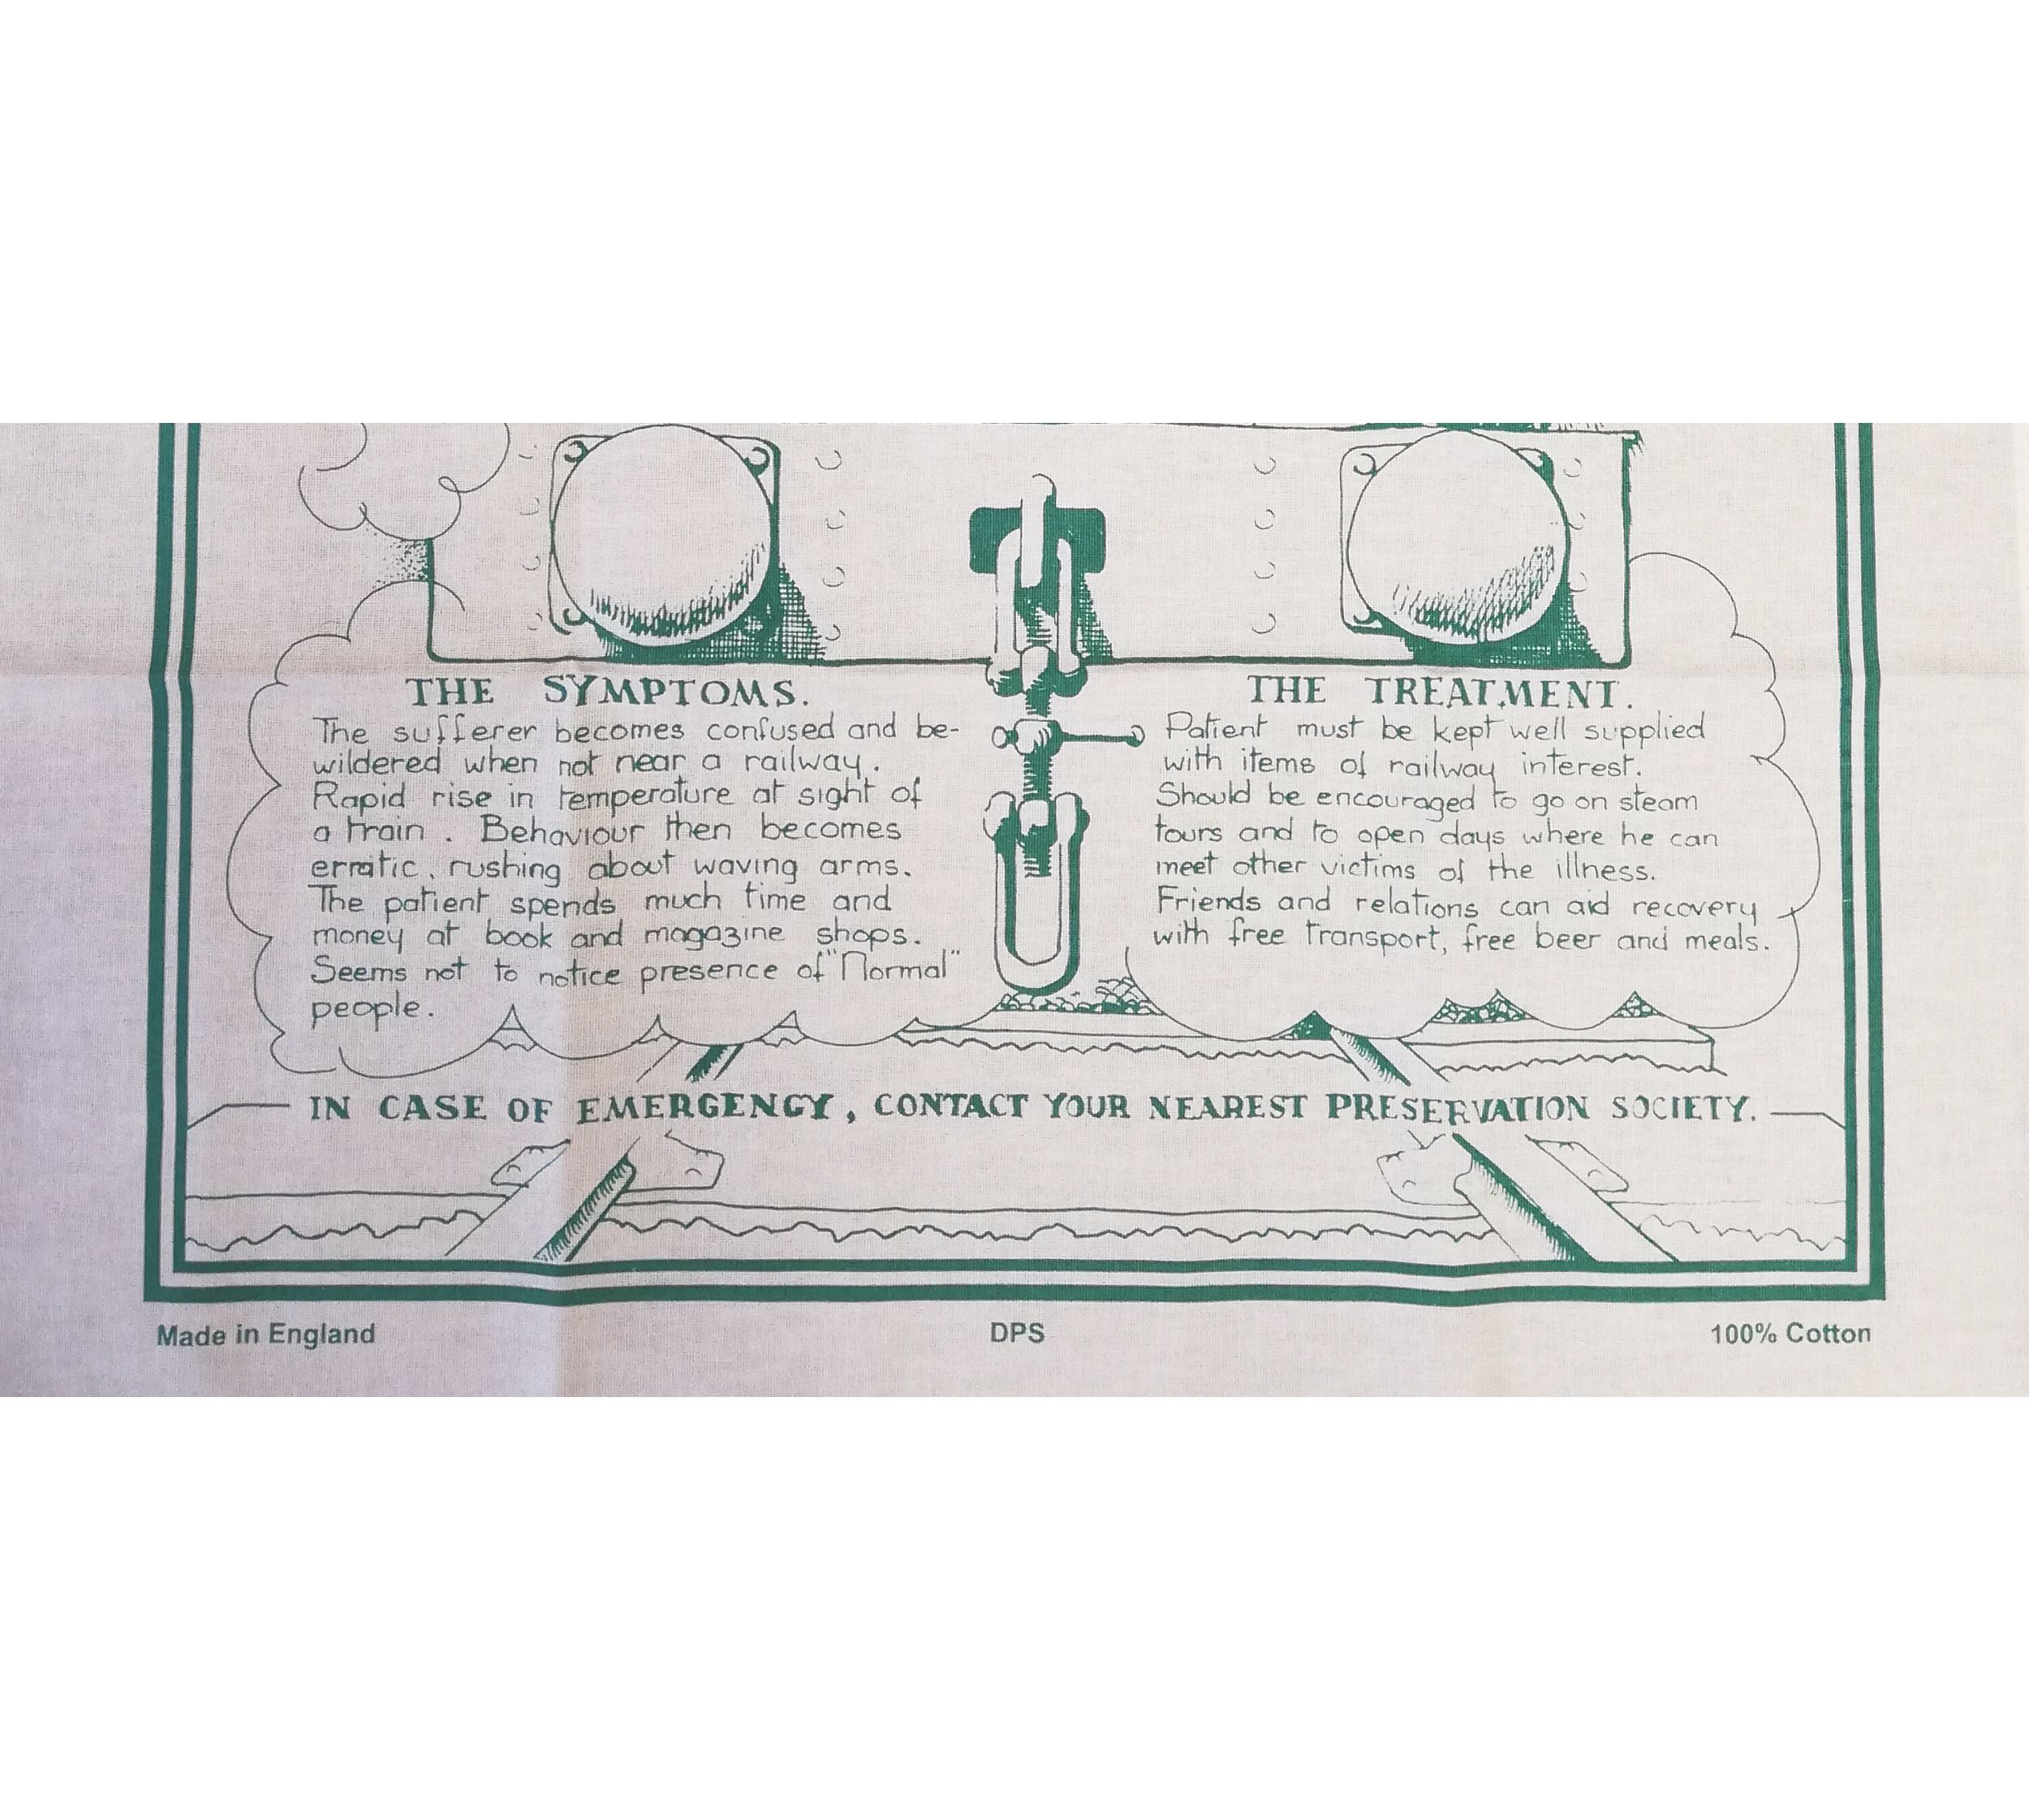 THE SYMPTOMS.
The sufferer becomes confused and be-
wildered when not near a railway.
Rapid rise in temperature at sight of
a train. Behaviour then becomes
erratic, rushing about waving arms.
The patient spends much time and
money at book and magazine shops.
Seems not to notice presence of "Normal"
people.
THE TREATMENT.
Patient must be kept well supplied
with items of railway interest.
Should be encouraged to go on steam
tours and to open days where he can
meet other victims of the illness.
Friends and relations can aid recovery
with free transport, free beer and meals.
IN CASE OF EMERGENCY, CONTACT YOUR NEAREST PRESERVATION SOCIETY.
Made in England
DPS
100% Cotton